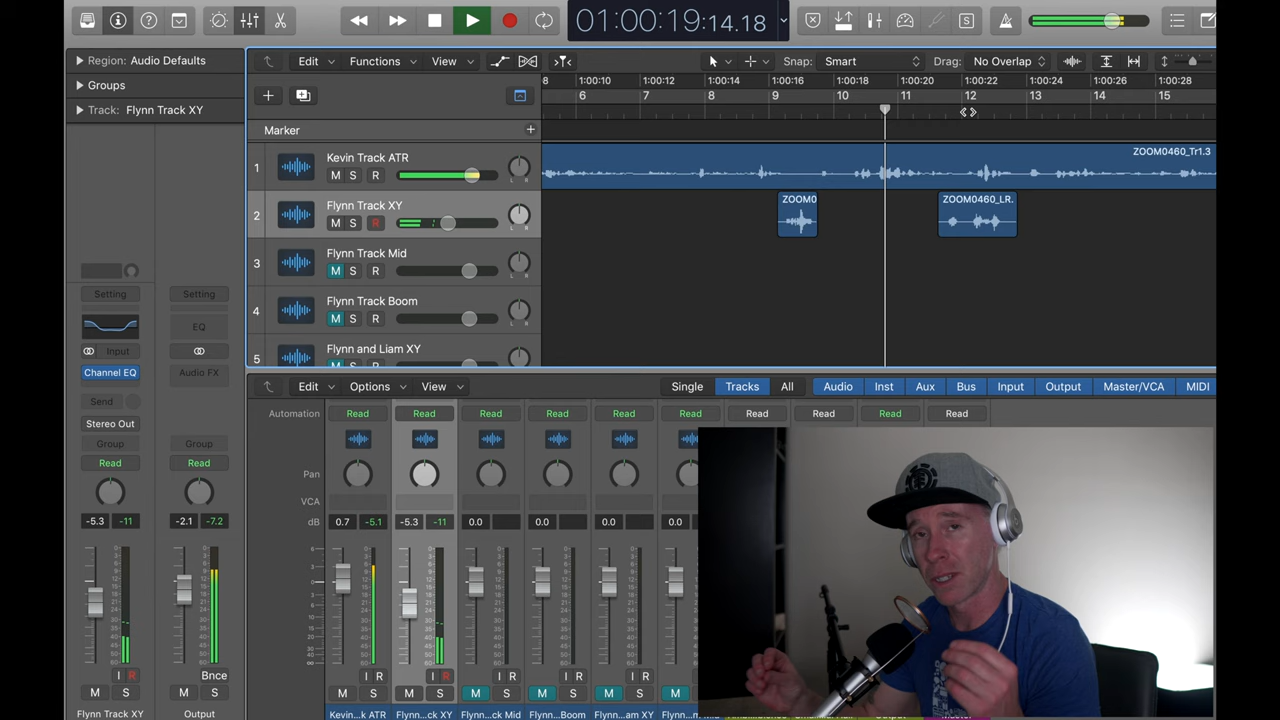 01:00:19:14.18
Region: Audio Defaults
Groups
Track: Flynn Track XY
Edit Functions View
Snap: Smart
Drag: No Overlap
8 1:00:10 1:00:12 1:00:14 1:00:16 1:00:18 1:00:20 1:00:22 1:00:24 1:00:26 1:00:28
6 7 8 9 10 11 12 13 14 15
Marker
1 Kevin Track ATR
M S R
ZOOM0460_Tr1.3
2 Flynn Track XY
M S R
ZOOM0 ZOOM0460_LR.
3 Flynn Track Mid
M S R
4 Flynn Track Boom
M S R
5 Flynn and Liam XY
Edit Options View
Single Tracks All
Audio Inst Aux Bus Input Output Master/VCA MIDI
Setting Setting
EQ
Input
Channel EQ Audio FX
Send
Stereo Out
Group Group
Read Read
-5.3 -11 -2.1 -7.2
I R Bnce
M S M S
Flynn Track XY Output
Automation Read Read Read Read Read Read Read Read Read Read
Pan
VCA
dB 0.7 -5.1 -5.3 -11 0.0 0.0 0.0 0.0
I R I R I R I R I R
M S M S M S M S M S M
Kevin...k ATR Flynn...ck XY Flynn...ck Mid Flynn...Boom Flynn...am XY